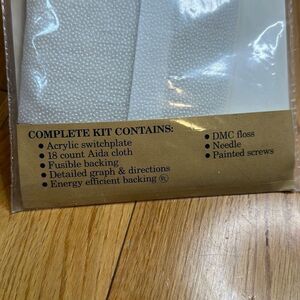 COMPLETE KIT CONTAINS:
• Acrylic switchplate
• 18 count Aida cloth
• Fusible backing
• Detailed graph & directions
• Energy efficient backing
• DMC floss
• Needle
• Painted screws